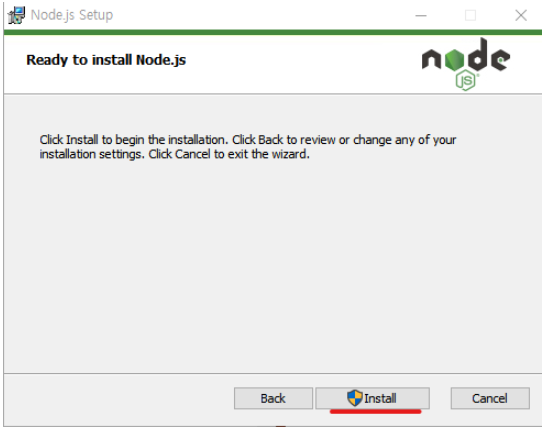 Node.js Setup
Ready to install Node.js
node
JS
Click Install to begin the installation. Click Back to review or change any of your
installation settings. Click Cancel to exit the wizard.
Back
Install
Cancel